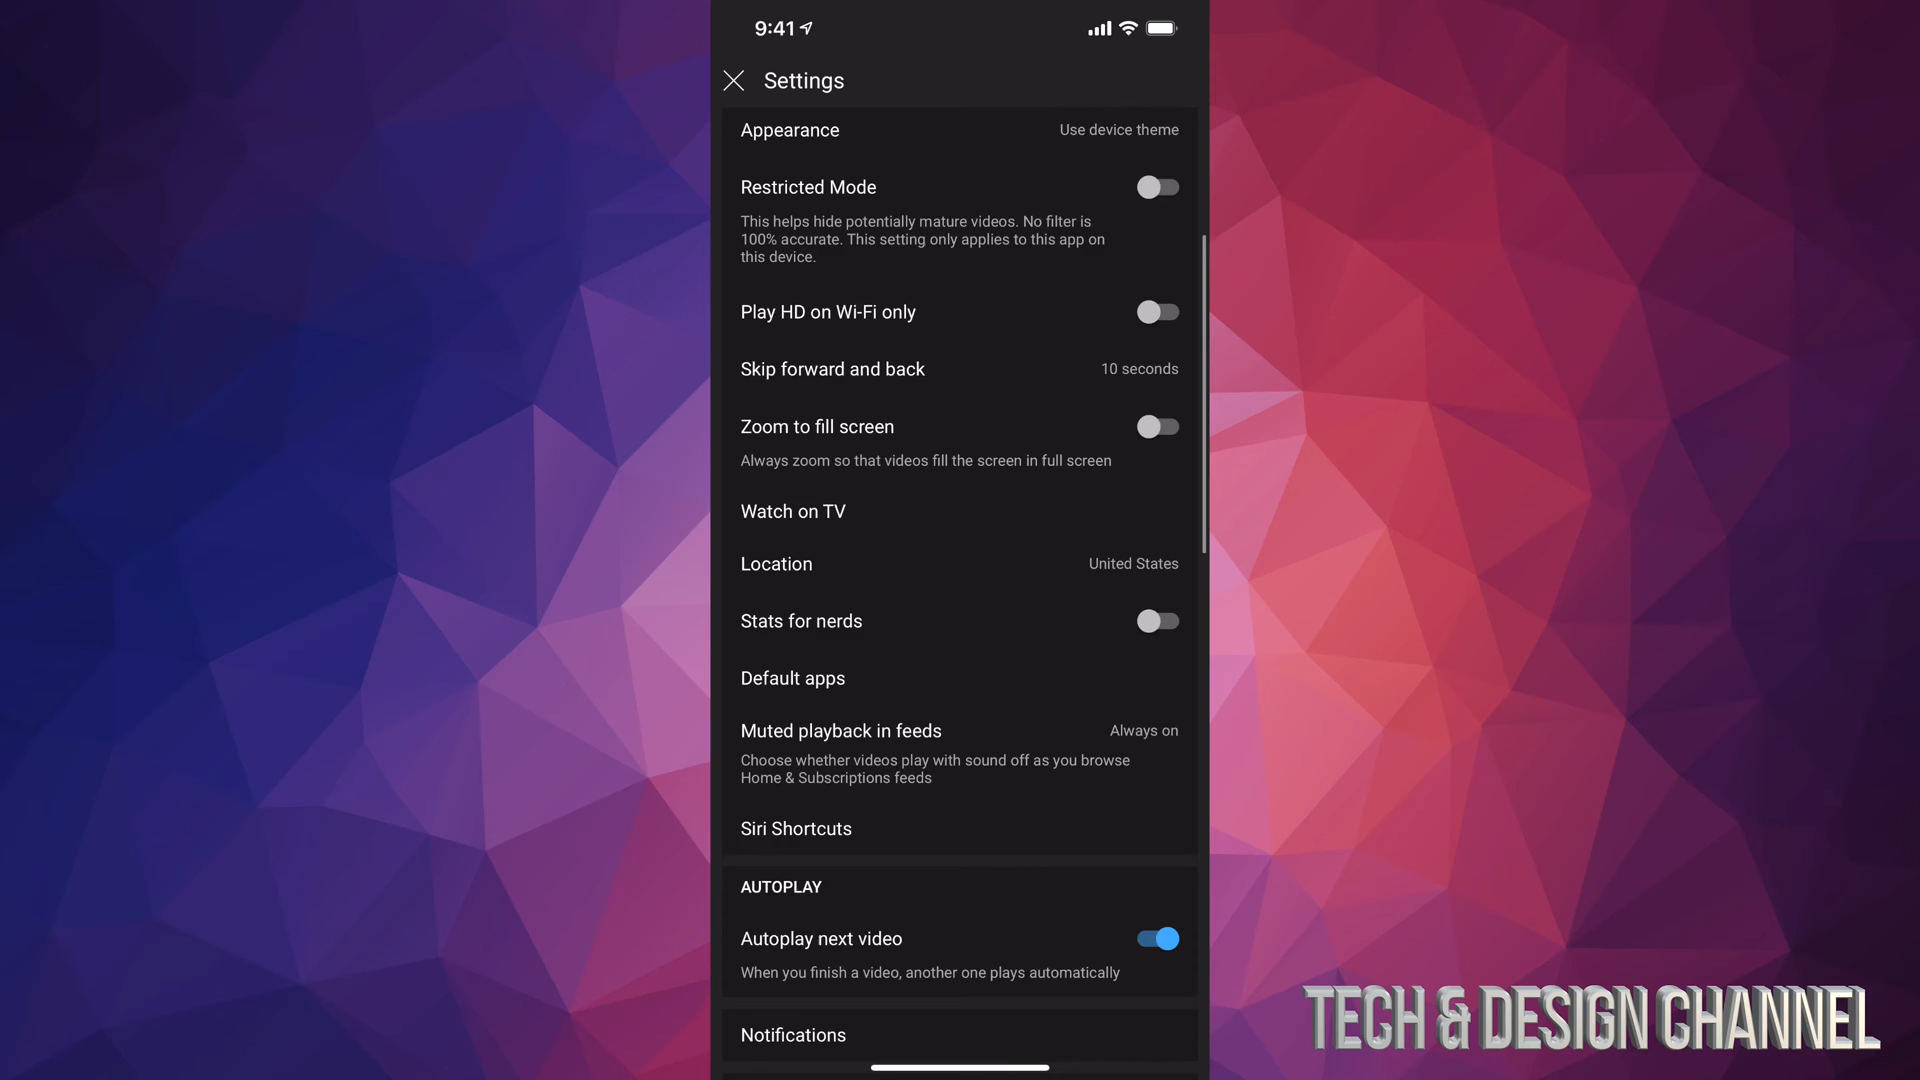 9:41
Settings
Appearance
Use device theme
Restricted Mode
This helps hide potentially mature videos. No filter is
100% accurate. This setting only applies to this app on
this device.
Play HD on Wi-Fi only
Skip forward and back
10 seconds
Zoom to fill screen
Always zoom so that videos fill the screen in full screen
Watch on TV
Location
United States
Stats for nerds
Default apps
Muted playback in feeds
Always on
Choose whether videos play with sound off as you browse
Home & Subscriptions feeds
Siri Shortcuts
AUTOPLAY
Autoplay next video
When you finish a video, another one plays automatically
Notifications
TECH & DESIGN CHANNEL